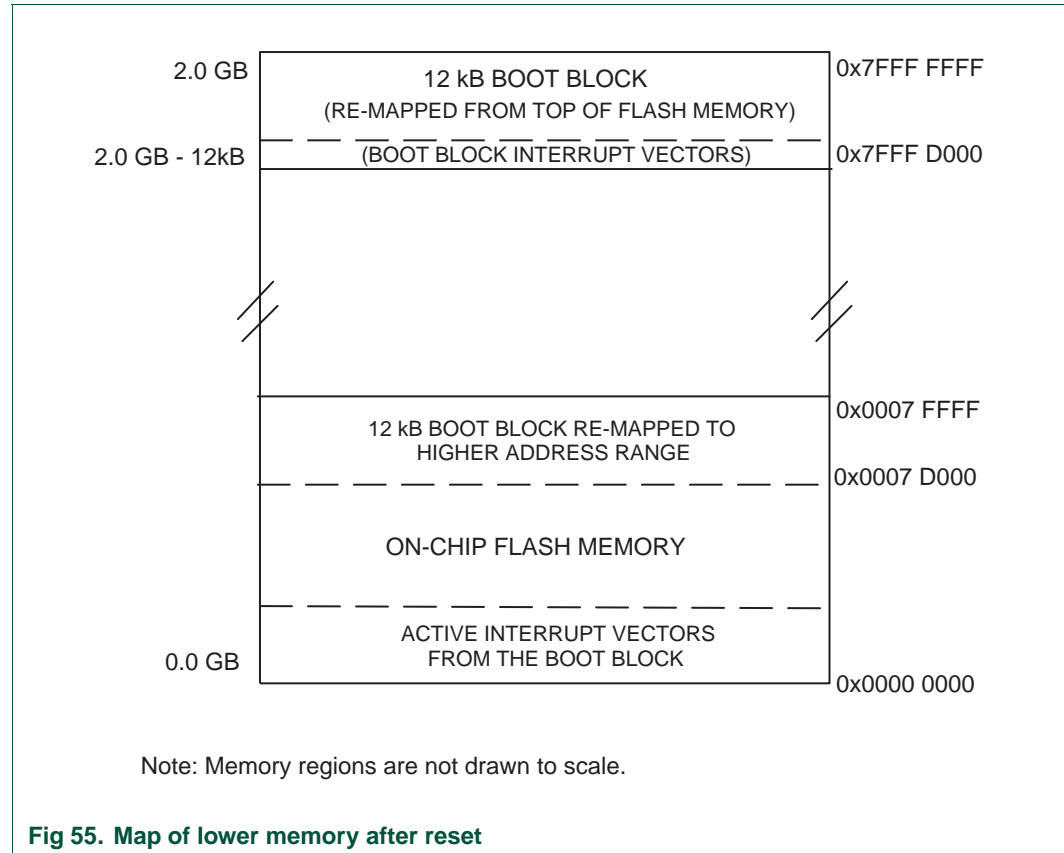 2.0 GB
12 kB BOOT BLOCK
0x7FFF FFFF
(RE-MAPPED FROM TOP OF FLASH MEMORY)
2.0 GB - 12kB
(BOOT BLOCK INTERRUPT VECTORS)
0x7FFF D000
0x0007 FFFF
12 kB BOOT BLOCK RE-MAPPED TO
HIGHER ADDRESS RANGE
0x0007 D000
ON-CHIP FLASH MEMORY
ACTIVE INTERRUPT VECTORS
FROM THE BOOT BLOCK
0.0 GB
0x0000 0000
Note: Memory regions are not drawn to scale.
Fig 55. Map of lower memory after reset